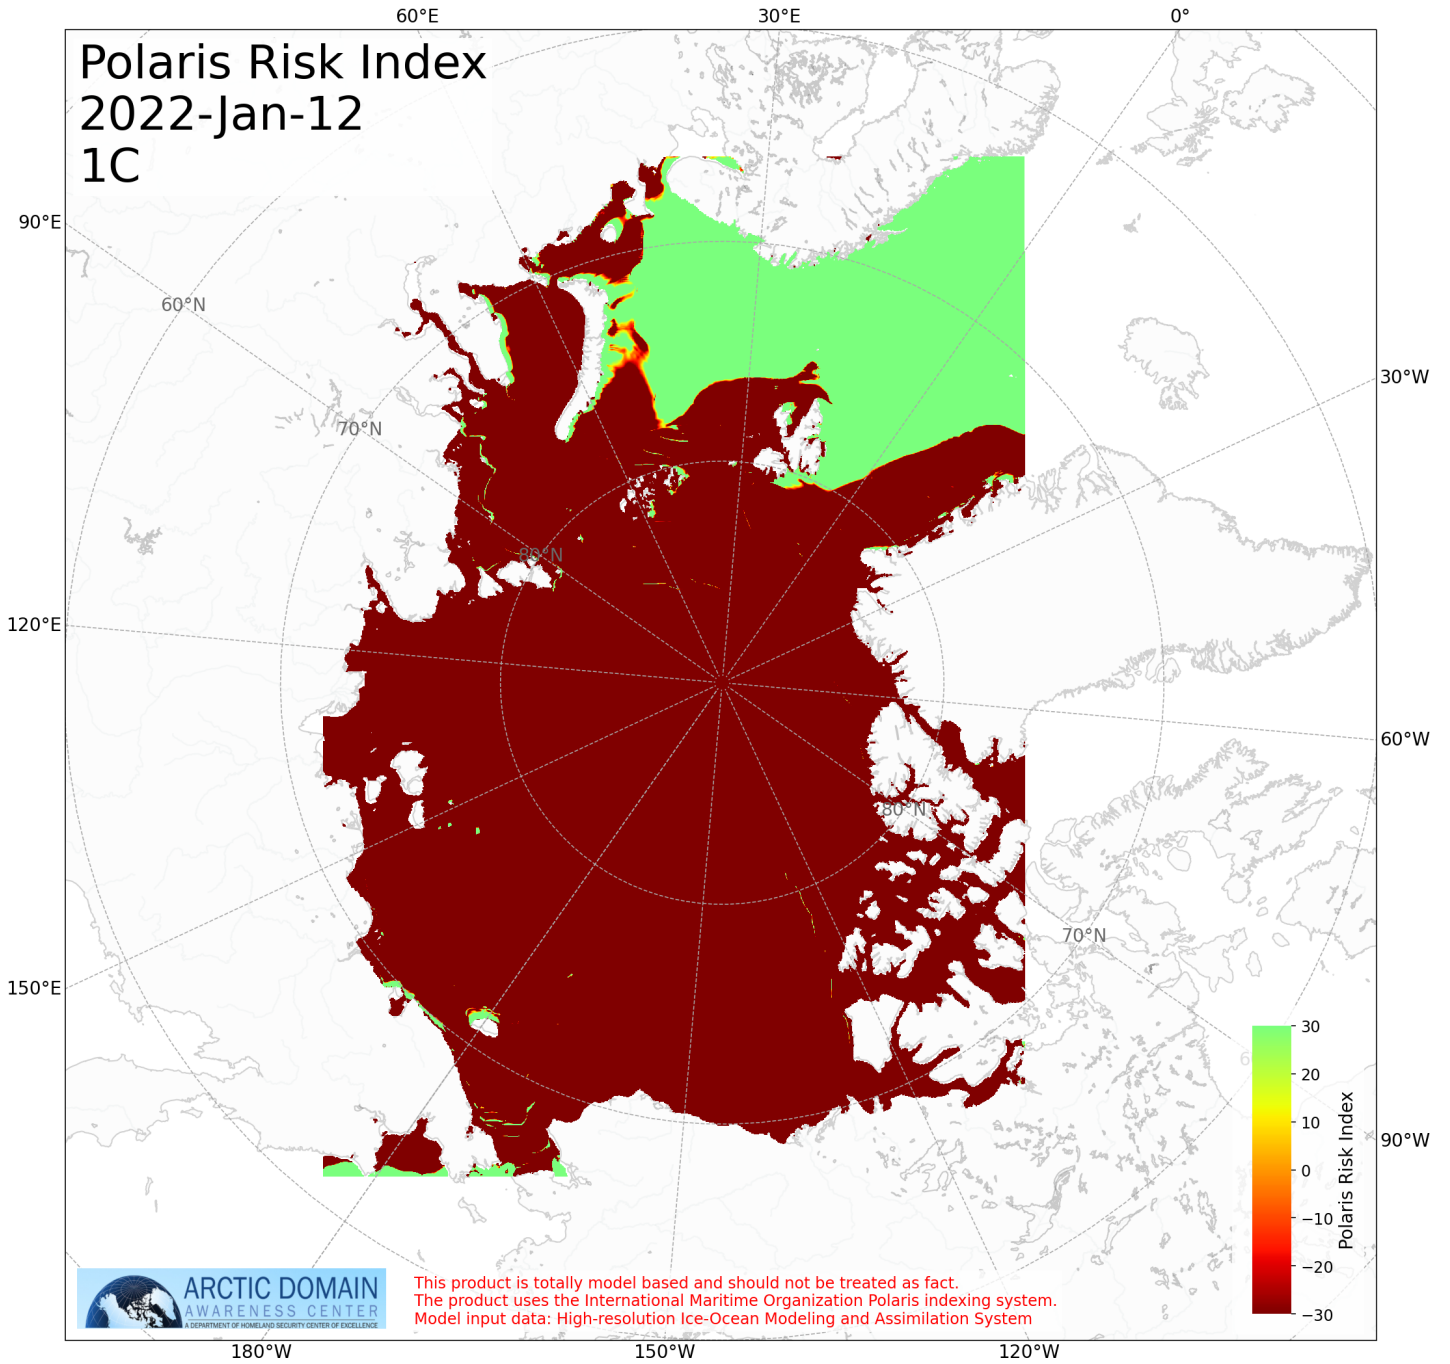 60°E
30°E
0°
Polaris Risk Index
2022-Jan-12
1C
90°E
60°N
30°W
70°N
80°N
120°E
60°W
80°N
70°N
150°E
30
20
10
0
−10
−20
−30
Polaris Risk Index
90°W
ARCTIC DOMAIN
AWARENESS CENTER
A DEPARTMENT OF HOMELAND SECURITY CENTER OF EXCELLENCE
This product is totally model based and should not be treated as fact.
The product uses the International Maritime Organization Polaris indexing system.
Model input data: High-resolution Ice-Ocean Modeling and Assimilation System
180°W
150°W
120°W